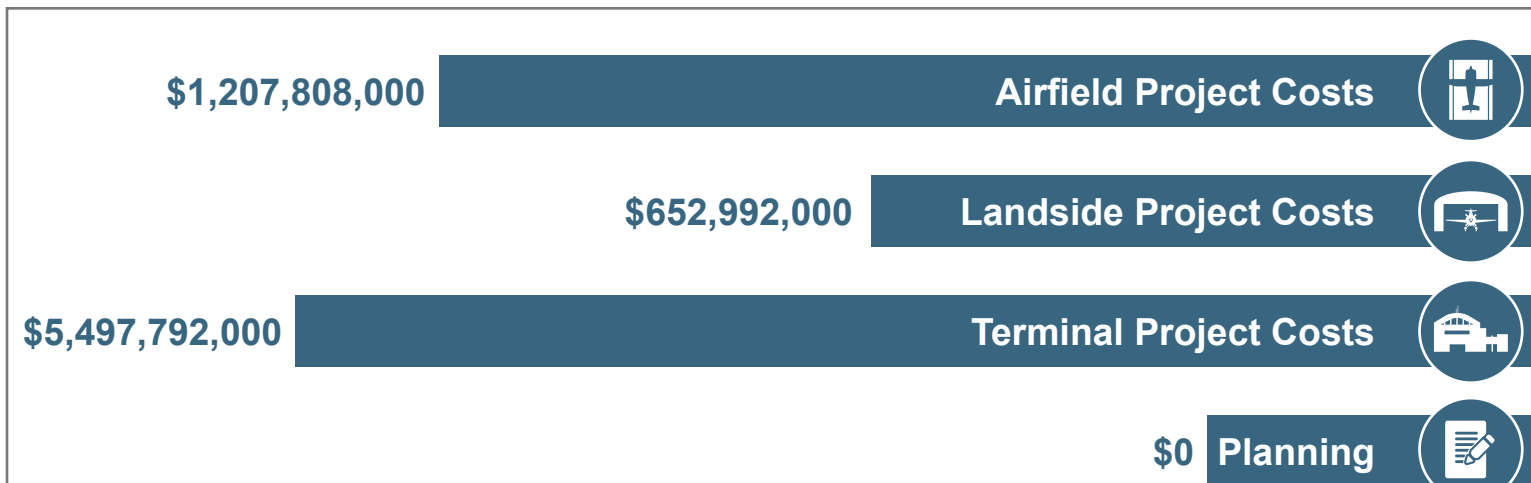 $1,207,808,000 Airfield Project Costs
$652,992,000 Landside Project Costs
$5,497,792,000 Terminal Project Costs
$0 Planning